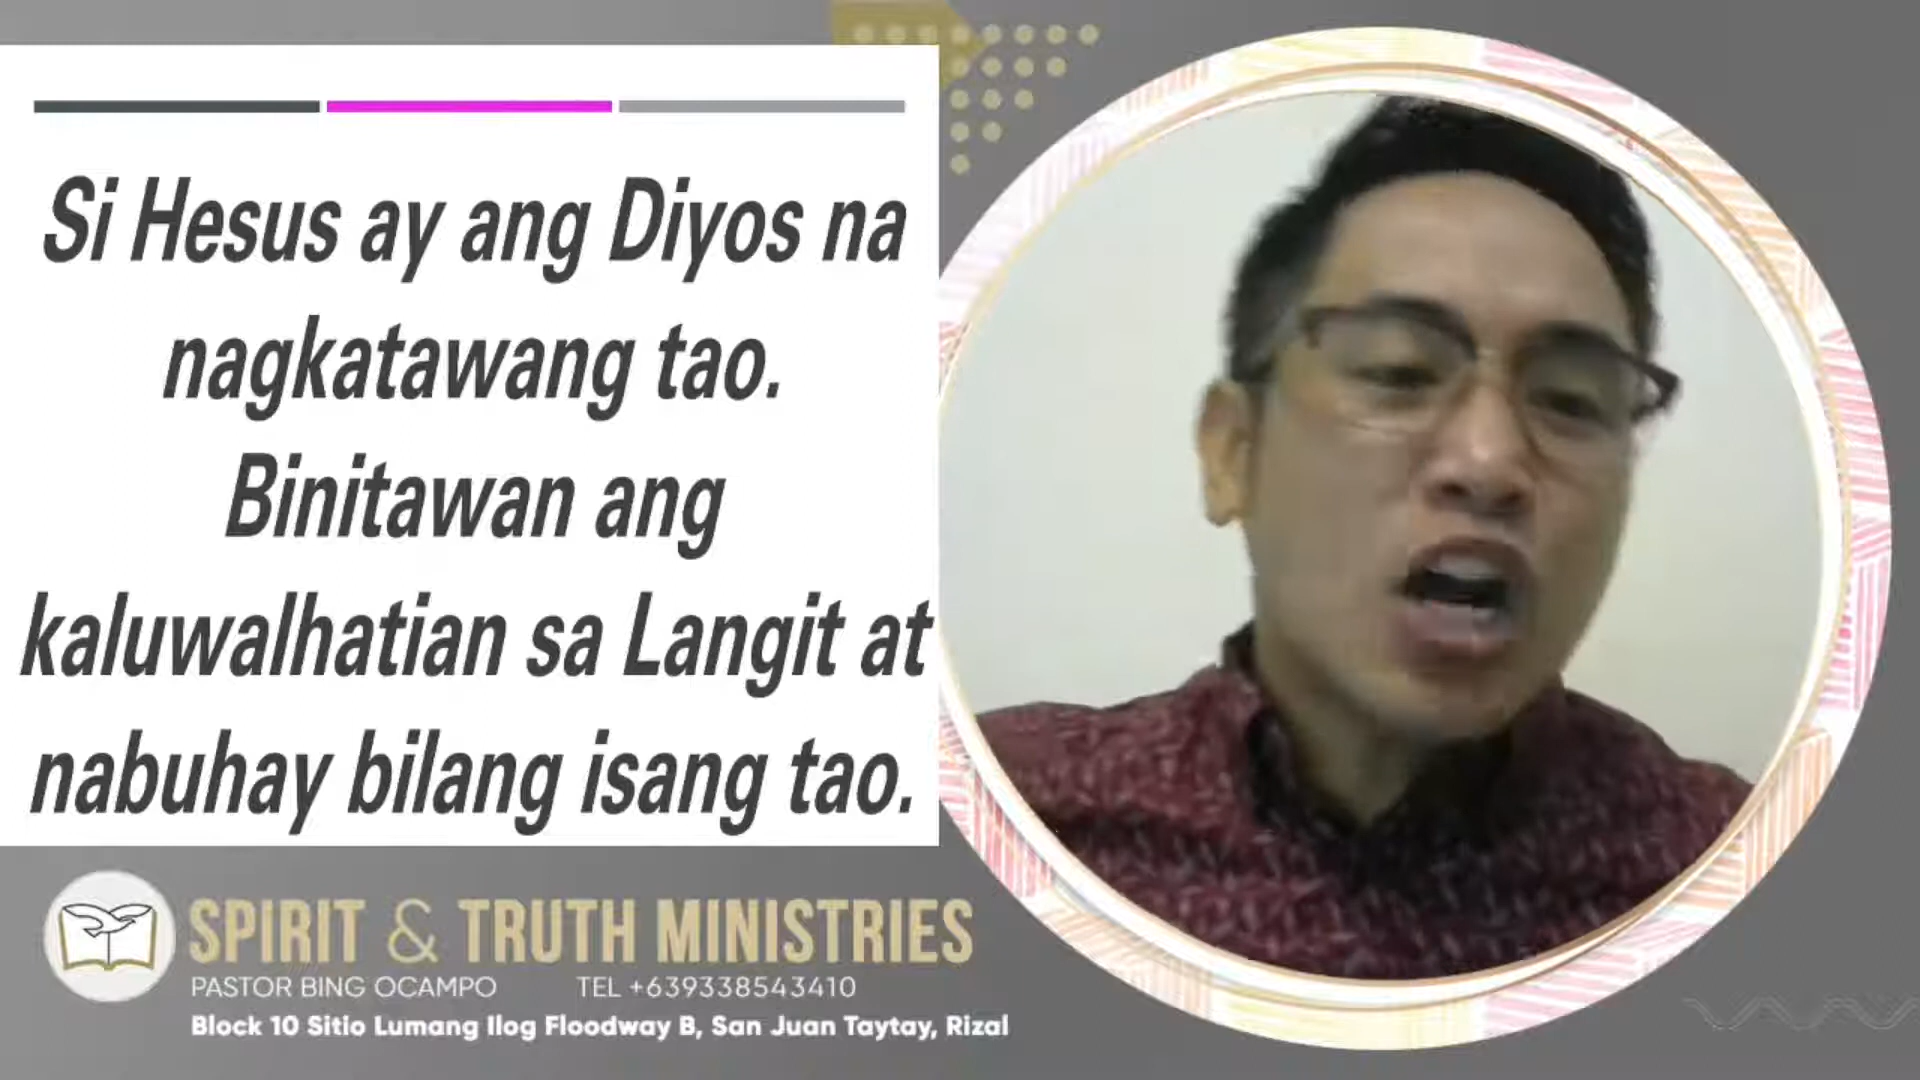 Si Hesus ay ang Diyos na
nagkatawang tao.
Binitawan ang
kaluwalhatian sa Langit at
nabuhay bilang isang tao.
SPIRIT & TRUTH MINISTRIES
PASTOR BING OCAMPO TEL +639338543410
Block 10 Sitio Lumang Ilog Floodway B, San Juan Taytay, Rizal